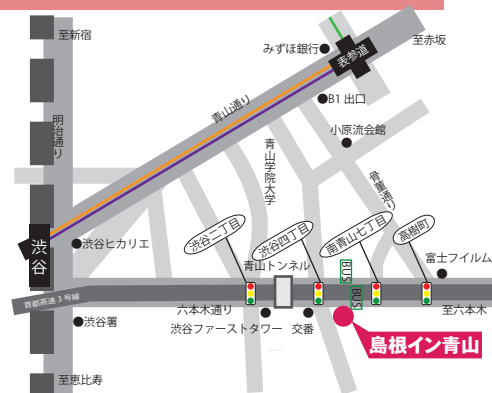 至新宿
みずほ銀行
表参道
至赤坂
B1 出口
青山通り
小原流会館
明治通り
青山学院大学
骨董通り
渋谷二丁目
渋谷四丁目
南青山七丁目
高樹町
渋谷
渋谷ヒカリエ
青山トンネル
BUS
BUS
富士フイルム
首都高速 3 号線
六本木通り
至六本木
渋谷署
渋谷ファーストタワー
交番
島根イン青山
至恵比寿